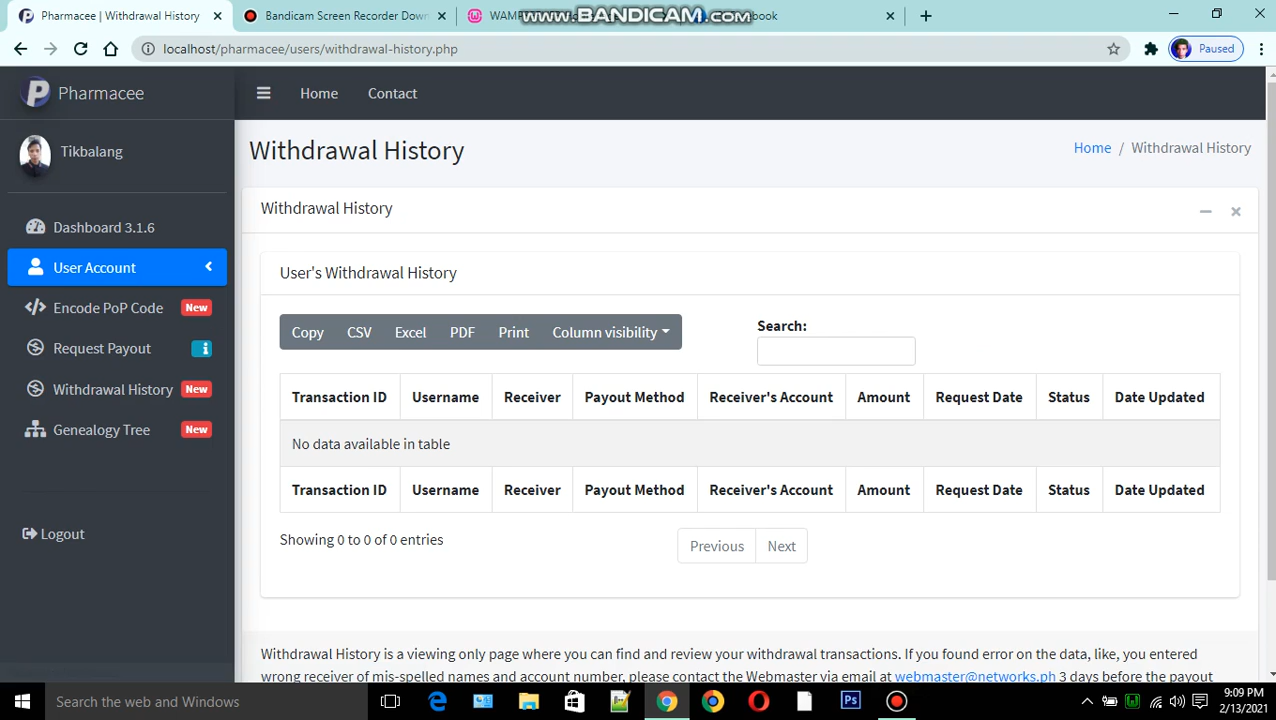 Pharmacee | Withdrawal History
Bandicam Screen Recorder Dow
WAM
www.BANDICAM.com
book
localhost/pharmacee/users/withdrawal-history.php
Paused
Pharmacee
Home
Contact
Tikbalang
Withdrawal History
Home / Withdrawal History
Dashboard 3.1.6
User Account
Encode PoP Code New
Request Payout
Withdrawal History New
Genealogy Tree New
Logout
Withdrawal History
User's Withdrawal History
Copy CSV Excel PDF Print Column visibility
Search:
Transaction ID Username Receiver Payout Method Receiver's Account Amount Request Date Status Date Updated
No data available in table
Transaction ID Username Receiver Payout Method Receiver's Account Amount Request Date Status Date Updated
Showing 0 to 0 of 0 entries
Previous Next
Withdrawal History is a viewing only page where you can find and review your withdrawal transactions. If you found error on the data, like, you entered
wrong receiver of mis-spelled names and account number, please contact the Webmaster via email at webmaster@networks.ph 3 days before the payout
Search the web and Windows
Ps
9:09 PM
2/13/2021